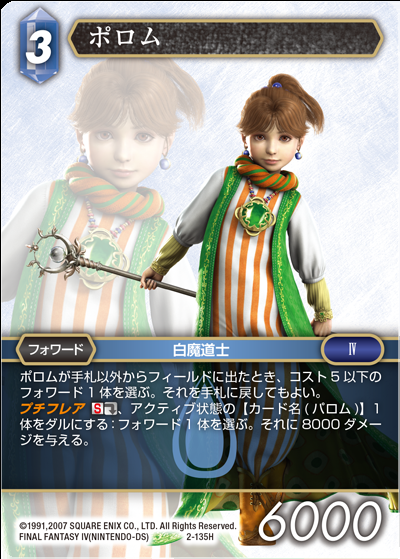 3
ポロム
フォワード
白魔道士
Ⅳ
ポロムが手札以外からフィールドに出たとき、コスト5以下の
フォワード1体を選ぶ。それを手札に戻してもよい。
プチフレア S 、アクティブ状態の【カード名(パロム)】1
体をダルにする：フォワード1体を選ぶ。それに8000ダメー
ジを与える。
©1991,2007 SQUARE ENIX CO., LTD. All Rights Reserved.
FINAL FANTASY IV(NINTENDO-DS) 2-135H
6000